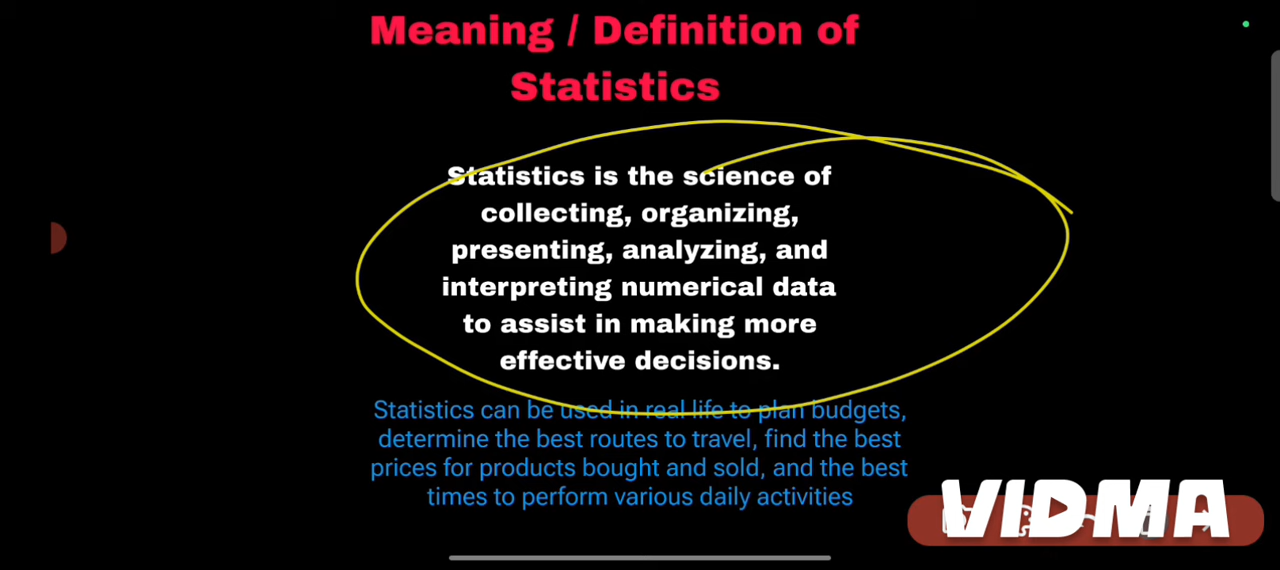 Meaning / Definition of
Statistics
Statistics is the science of
collecting, organizing,
presenting, analyzing, and
interpreting numerical data
to assist in making more
effective decisions.
Statistics can be used in real life to plan budgets,
determine the best routes to travel, find the best
prices for products bought and sold, and the best
times to perform various daily activities
VIDMA